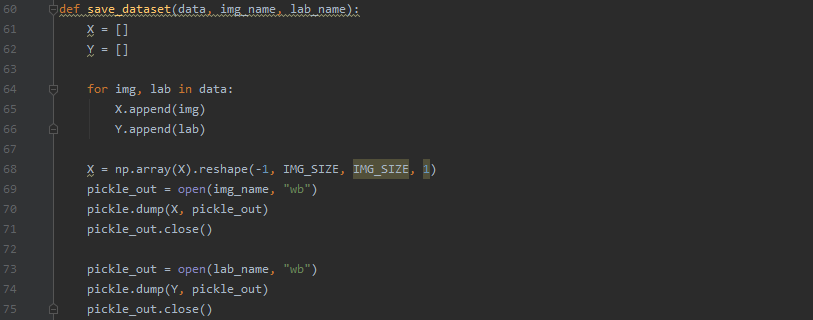 60 def save_dataset(data, img_name, lab_name):
61     X = []
62     Y = []
63
64     for img, lab in data:
65         X.append(img)
66         Y.append(lab)
67
68     X = np.array(X).reshape(-1, IMG_SIZE, IMG_SIZE, 1)
69     pickle_out = open(img_name, "wb")
70     pickle.dump(X, pickle_out)
71     pickle_out.close()
72
73     pickle_out = open(lab_name, "wb")
74     pickle.dump(Y, pickle_out)
75     pickle_out.close()